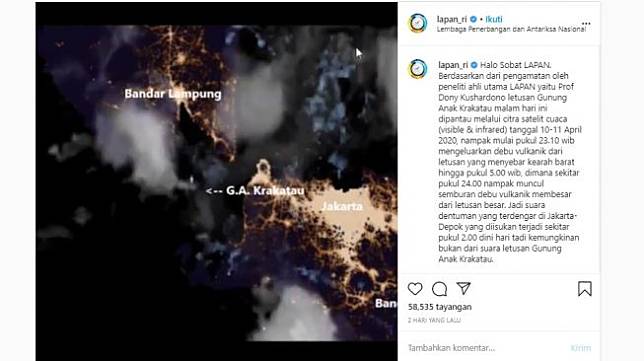 Bandar Lampung
<-- G.A. Krakatau
Jakarta
Ban
lapan_ri • Ikuti
Lembaga Penerbangan dan Antariksa Nasional
lapan_ri Halo Sobat LAPAN.
Berdasarkan dari pengamatan oleh
peneliti ahli utama LAPAN yaitu Prof
Dony Kushardono letusan Gunung
Anak Krakatau malam hari ini
dipantau melalui citra satelit cuaca
(visible & infrared) tanggal 10-11 April
2020, nampak mulai pukul 23.10 wib
mengeluarkan debu vulkanik dari
letusan yang menyebar kearah barat
hingga pukul 5.00 wib, dimana sekitar
pukul 24.00 nampak muncul
semburan debu vulkanik membesar
dari letusan besar. Jadi suara
dentuman yang terdengar di Jakarta-
Depok yang diisukan terjadi sekitar
pukul 2.00 dini hari tadi kemungkinan
bukan dari suara letusan Gunung
Anak Krakatau.
58,535 tayangan
2 HARI YANG LALU
Tambahkan komentar... Kirim